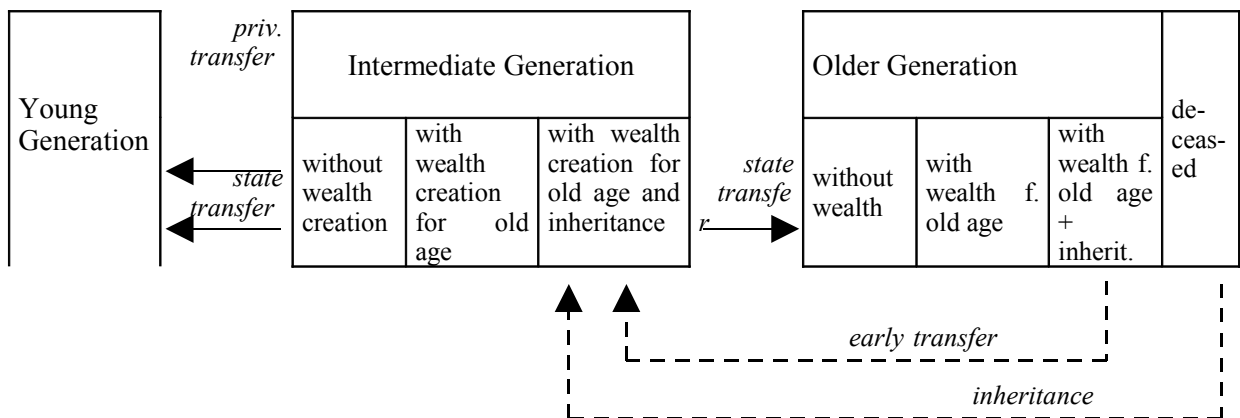 priv.
transfer
Young
Generation
state
transfer
Intermediate Generation
without
wealth
creation
with
wealth
creation
for old
age
with wealth
creation for
old age and
inheritance
state
transfe
r
Older Generation
without
wealth
with
wealth f.
old age
with
wealth f.
old age
+
inherit.
de-
ceas-
ed
early transfer
inheritance